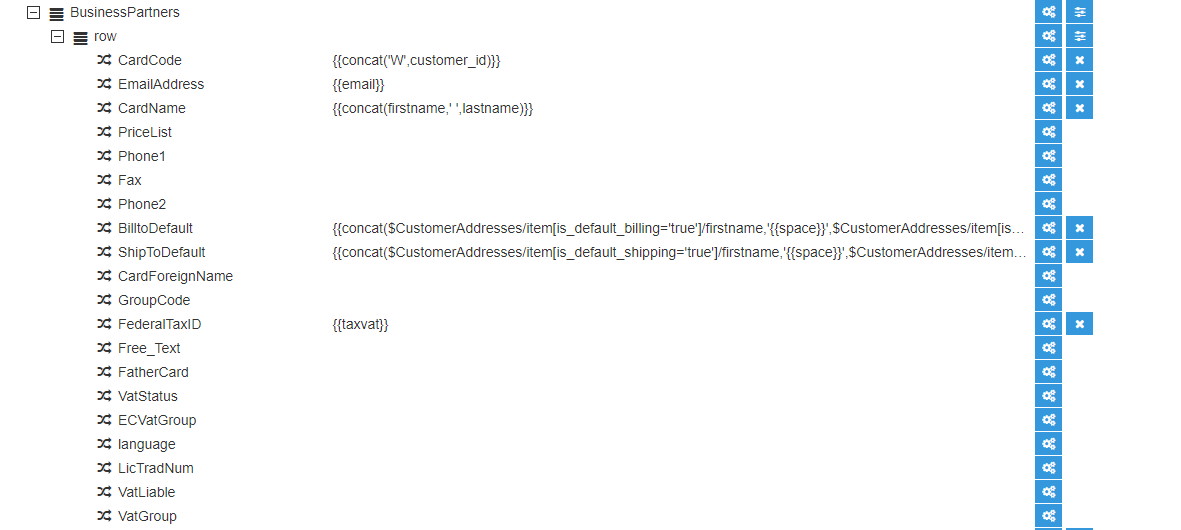 BusinessPartners
row
CardCode {{concat('W',customer_id)}}
EmailAddress {{email}}
CardName {{concat(firstname,' ',lastname)}}
PriceList
Phone1
Fax
Phone2
BilltoDefault {{concat($CustomerAddresses/item[is_default_billing='true']/firstname,'{{space}}',$CustomerAddresses/item[is...
ShipToDefault {{concat($CustomerAddresses/item[is_default_shipping='true']/firstname,'{{space}}',$CustomerAddresses/item...
CardForeignName
GroupCode
FederalTaxID {{taxvat}}
Free_Text
FatherCard
VatStatus
ECVatGroup
language
LicTradNum
VatLiable
VatGroup